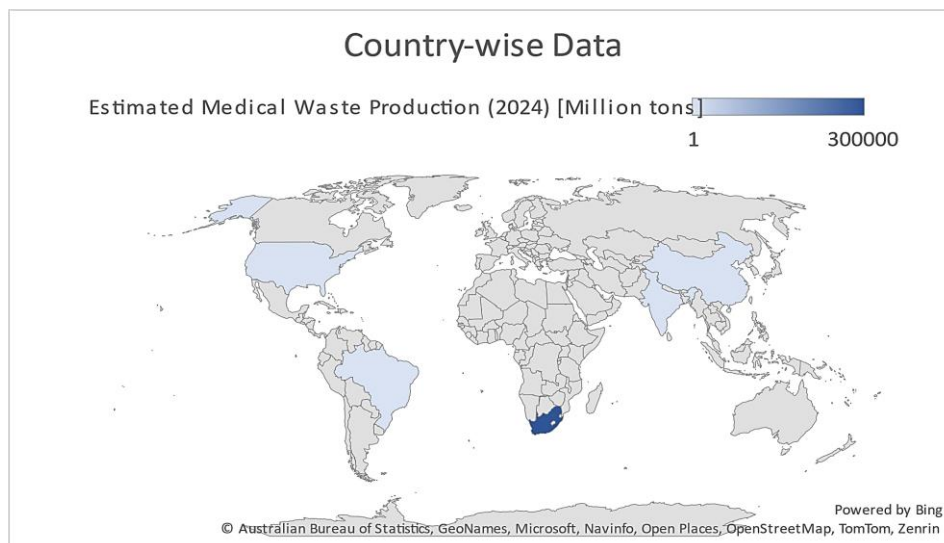 Country-wise Data
Estimated Medical Waste Production (2024) [Million tons]
1 300000
Powered by Bing
© Australian Bureau of Statistics, GeoNames, Microsoft, Navinfo, Open Places, OpenStreetMap, TomTom, Zenrin